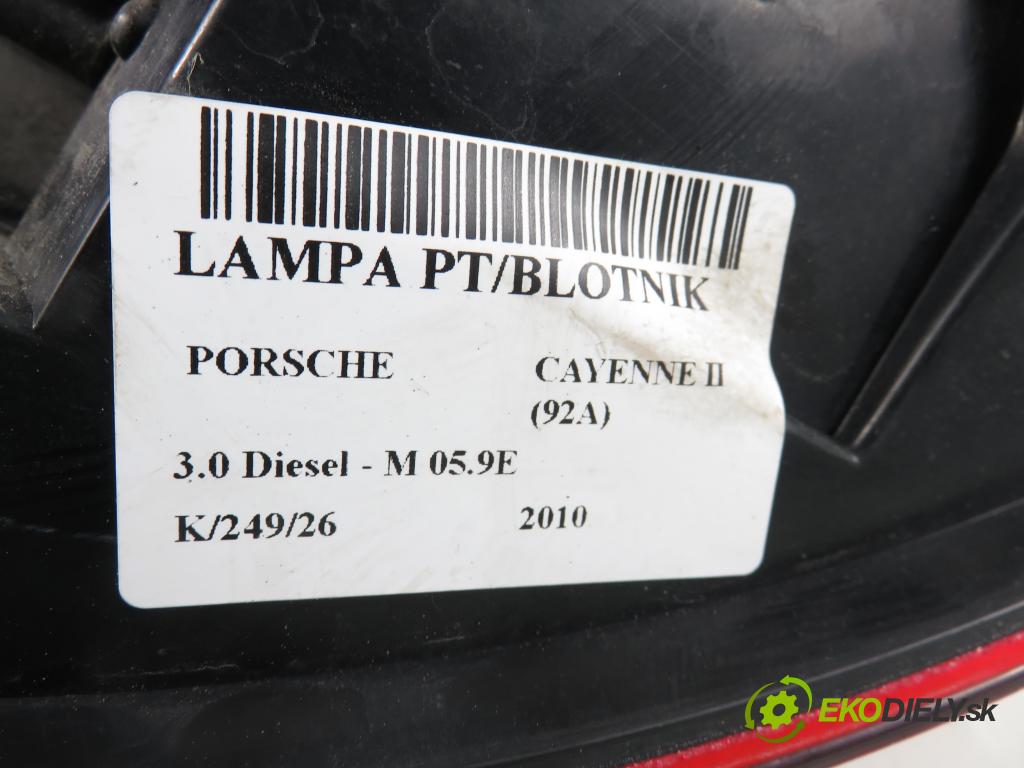 LAMPA PT/BLOTNIK
PORSCHE CAYENNE II
(92A)
3.0 Diesel - M 05.9E
K/249/26 2010
EKODIELY.sk